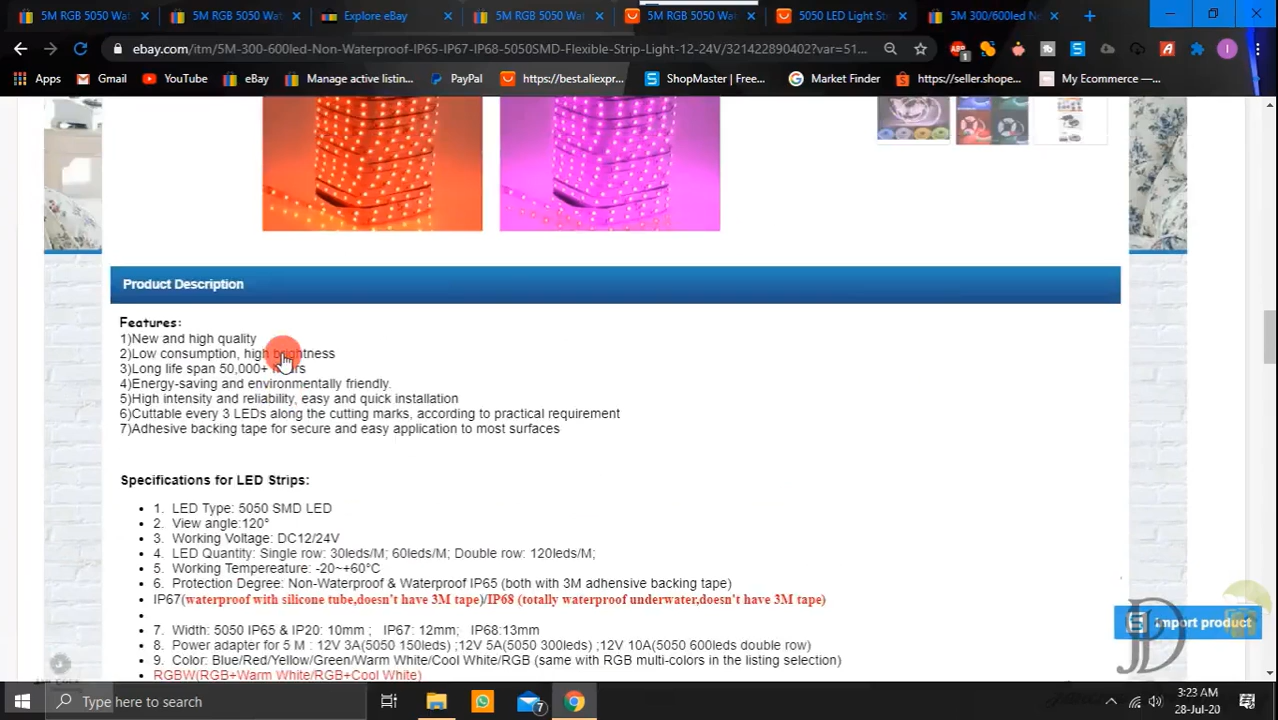 5M RGB 5050 Wat
5M RGB 5050 Wat
Explore eBay
5M RGB 5050 Wat
5M RGB 5050 Wat
5050 LED Light Str
5M 300/600led No
ebay.com/itm/5M-300-600led-Non-Waterproof-IP65-IP67-IP68-5050SMD-Flexible-Strip-Light-12-24V/321422890402?var=51...
Apps
Gmail
YouTube
eBay
Manage active listin...
PayPal
https://best.aliexpr...
ShopMaster | Free...
Market Finder
https://seller.shope...
My Ecommerce —...
Product Description
Features:
1)New and high quality
2)Low consumption, high brightness
3)Long life span 50,000+ hours
4)Energy-saving and environmentally friendly.
5)High intensity and reliability, easy and quick installation
6)Cuttable every 3 LEDs along the cutting marks, according to practical requirement
7)Adhesive backing tape for secure and easy application to most surfaces
Specifications for LED Strips:
1. LED Type: 5050 SMD LED
2. View angle:120°
3. Working Voltage: DC12/24V
4. LED Quantity: Single row: 30leds/M; 60leds/M; Double row: 120leds/M;
5. Working Tempereature: -20~+60°C
6. Protection Degree: Non-Waterproof & Waterproof IP65 (both with 3M adhensive backing tape)
IP67(waterproof with silicone tube,doesn't have 3M tape)/IP68 (totally waterproof underwater,doesn't have 3M tape)
7. Width: 5050 IP65 & IP20: 10mm ; IP67: 12mm; IP68:13mm
8. Power adapter for 5 M : 12V 3A(5050 150leds) ;12V 5A(5050 300leds) ;12V 10A(5050 600leds double row)
9. Color: Blue/Red/Yellow/Green/Warm White/Cool White/RGB (same with RGB multi-colors in the listing selection)
RGBW(RGB+Warm White/RGB+Cool White)
Import product
Type here to search
7
3:23 AM
28-Jul-20